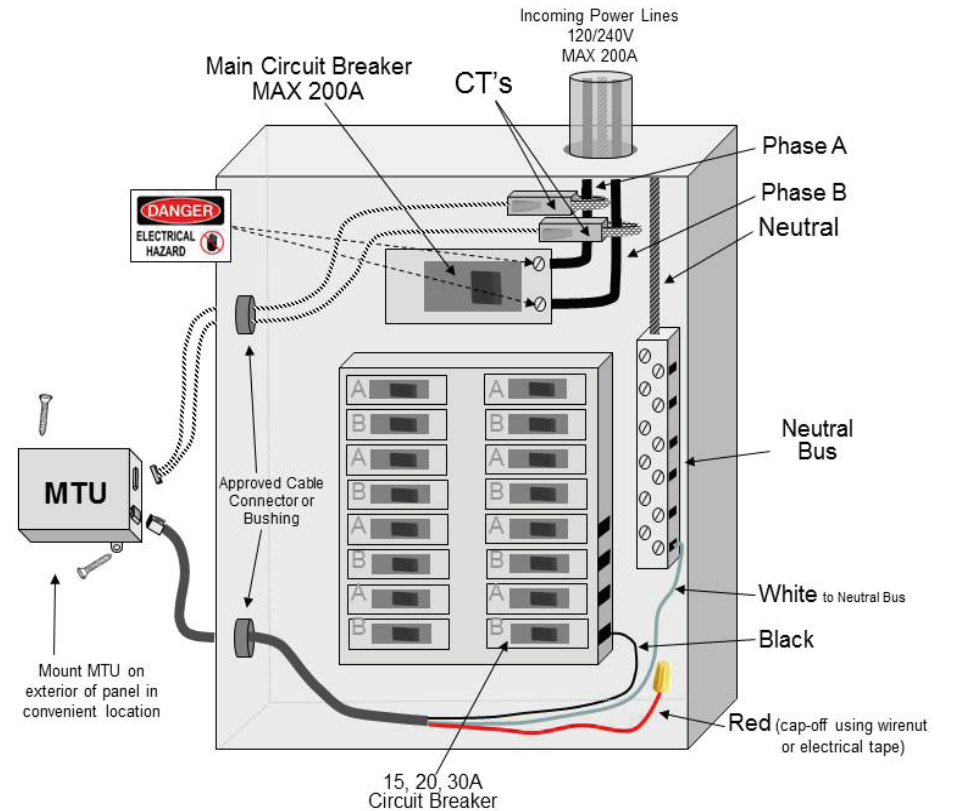 Incoming Power Lines
120/240V
MAX 200A
Main Circuit Breaker
MAX 200A
CT's
Phase A
Phase B
Neutral
DANGER
ELECTRICAL
HAZARD
A
A
B
B
A
A
B
B
A
A
B
B
A
A
B
B
Neutral
Bus
MTU
Approved Cable
Connector or
Bushing
White to Neutral Bus
Black
Mount MTU on
exterior of panel in
convenient location
Red (cap-off using wirenut
or electrical tape)
15, 20, 30A
Circuit Breaker